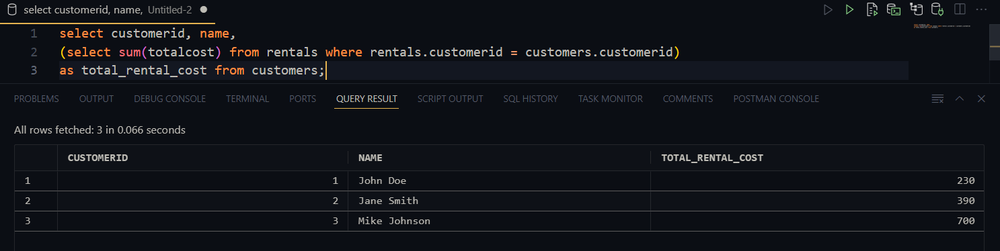 select customerid, name, Untitled-2
1 select customerid, name,
2 (select sum(totalcost) from rentals where rentals.customerid = customers.customerid)
3 as total_rental_cost from customers;
PROBLEMS OUTPUT DEBUG CONSOLE TERMINAL PORTS QUERY RESULT SCRIPT OUTPUT SQL HISTORY TASK MONITOR COMMENTS POSTMAN CONSOLE
All rows fetched: 3 in 0.066 seconds
CUSTOMERID NAME TOTAL_RENTAL_COST
1 1 John Doe 230
2 2 Jane Smith 390
3 3 Mike Johnson 700